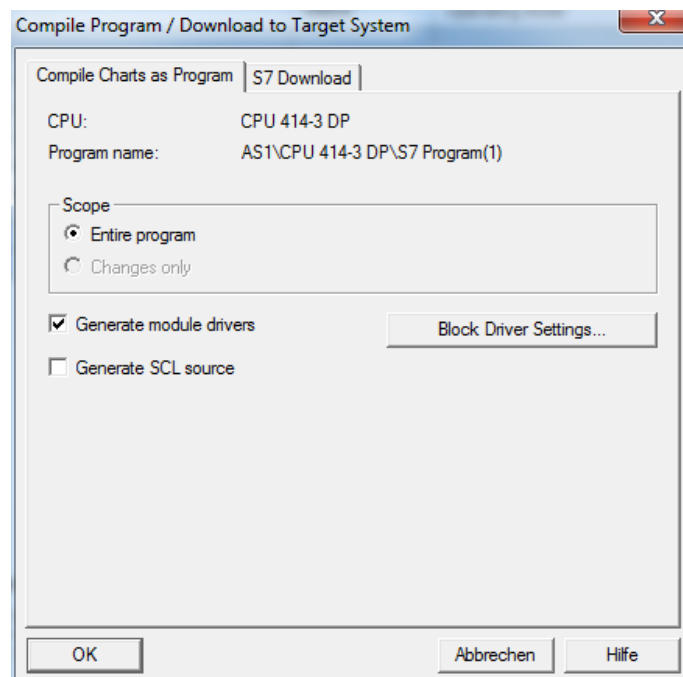 Compile Program / Download to Target System
Compile Charts as Program
S7 Download
CPU: CPU 414-3 DP
Program name: AS1\CPU 414-3 DP\S7 Program(1)
Scope
Entire program
Changes only
Generate module drivers
Block Driver Settings...
Generate SCL source
OK
Abbrechen
Hilfe